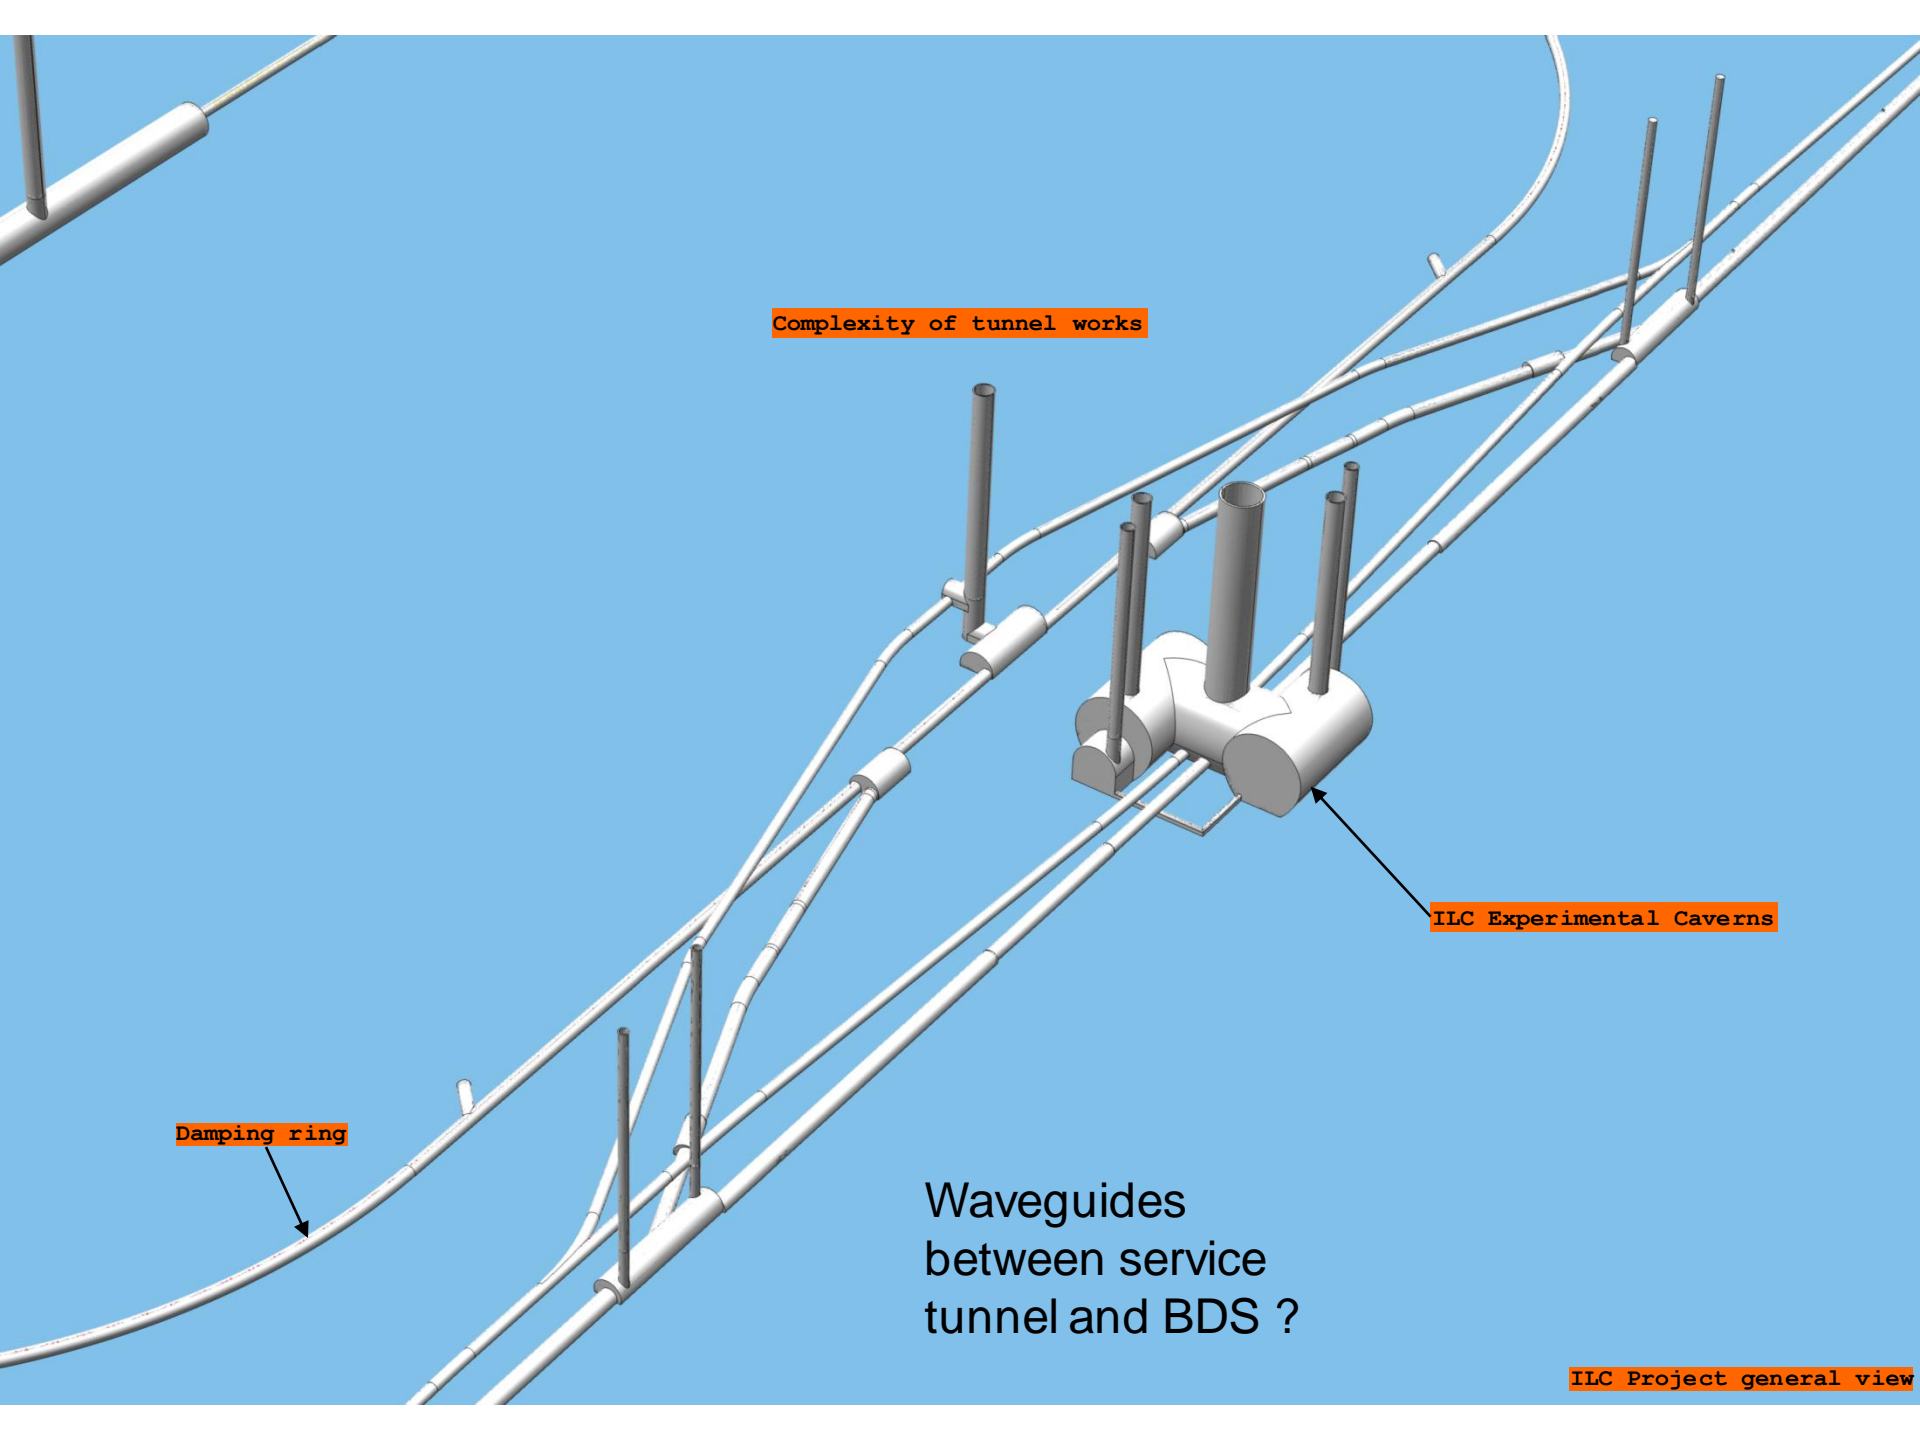 Complexity of tunnel works
ILC Experimental Caverns
Damping ring
Waveguides
between service
tunnel and BDS ?
ILC Project general view